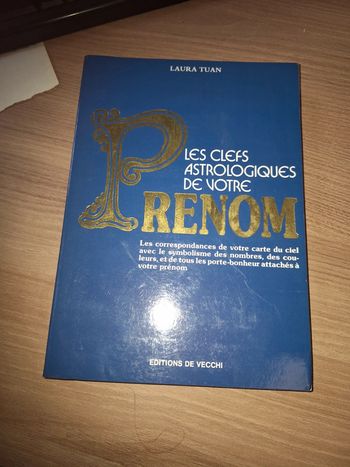 LAURA TUAN
LES CLEFS
ASTROLOGIQUES
DE VOTRE
PRENOM
Les correspondances de votre carte du ciel
avec le symbolisme des nombres, des cou-
leurs, et de tous les porte-bonheur attachés à
votre prénom
EDITIONS DE VECCHI